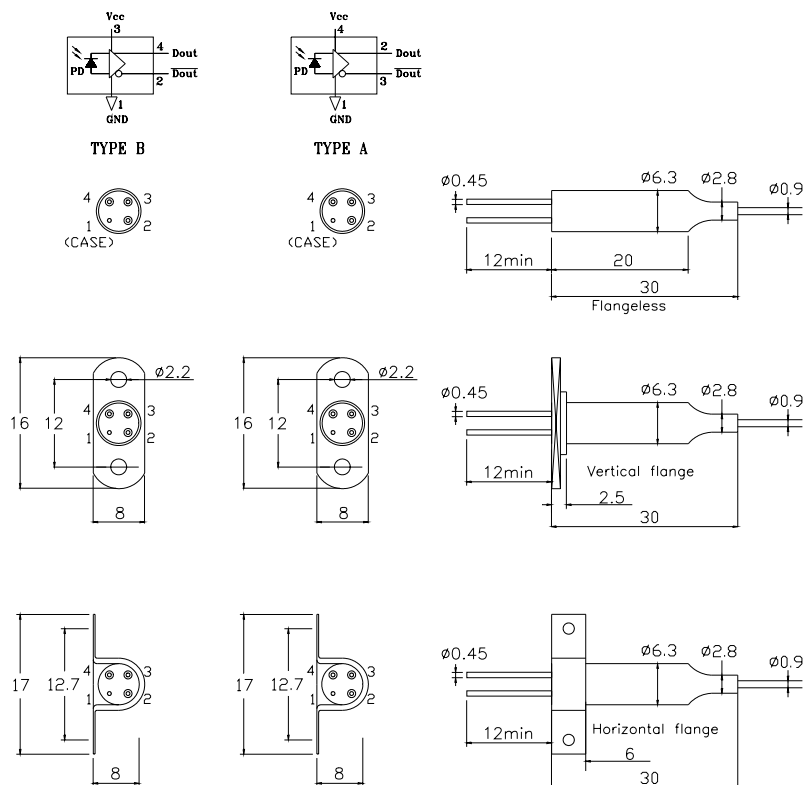 Vcc
3
4 Dout
PD
2 Dout
1
GND
TYPE B
Vcc
4
2 Dout
PD
3 Dout
1
GND
TYPE A
4 3
1 2
(CASE)
4 3
1 2
(CASE)
Ø0.45
Ø6.3
Ø2.8
Ø0.9
12min
20
30
Flangeless
Ø2.2
16
12
4 3
1 2
8
Ø2.2
16
12
4 3
1 2
8
Ø0.45
Ø6.3
Ø2.8
Ø0.9
12min
Vertical flange
2.5
30
17
12.7
4 3
1 2
8
17
12.7
4 3
1 2
8
Ø0.45
Ø6.3
Ø2.8
Ø0.9
12min
Horizontal flange
6
30